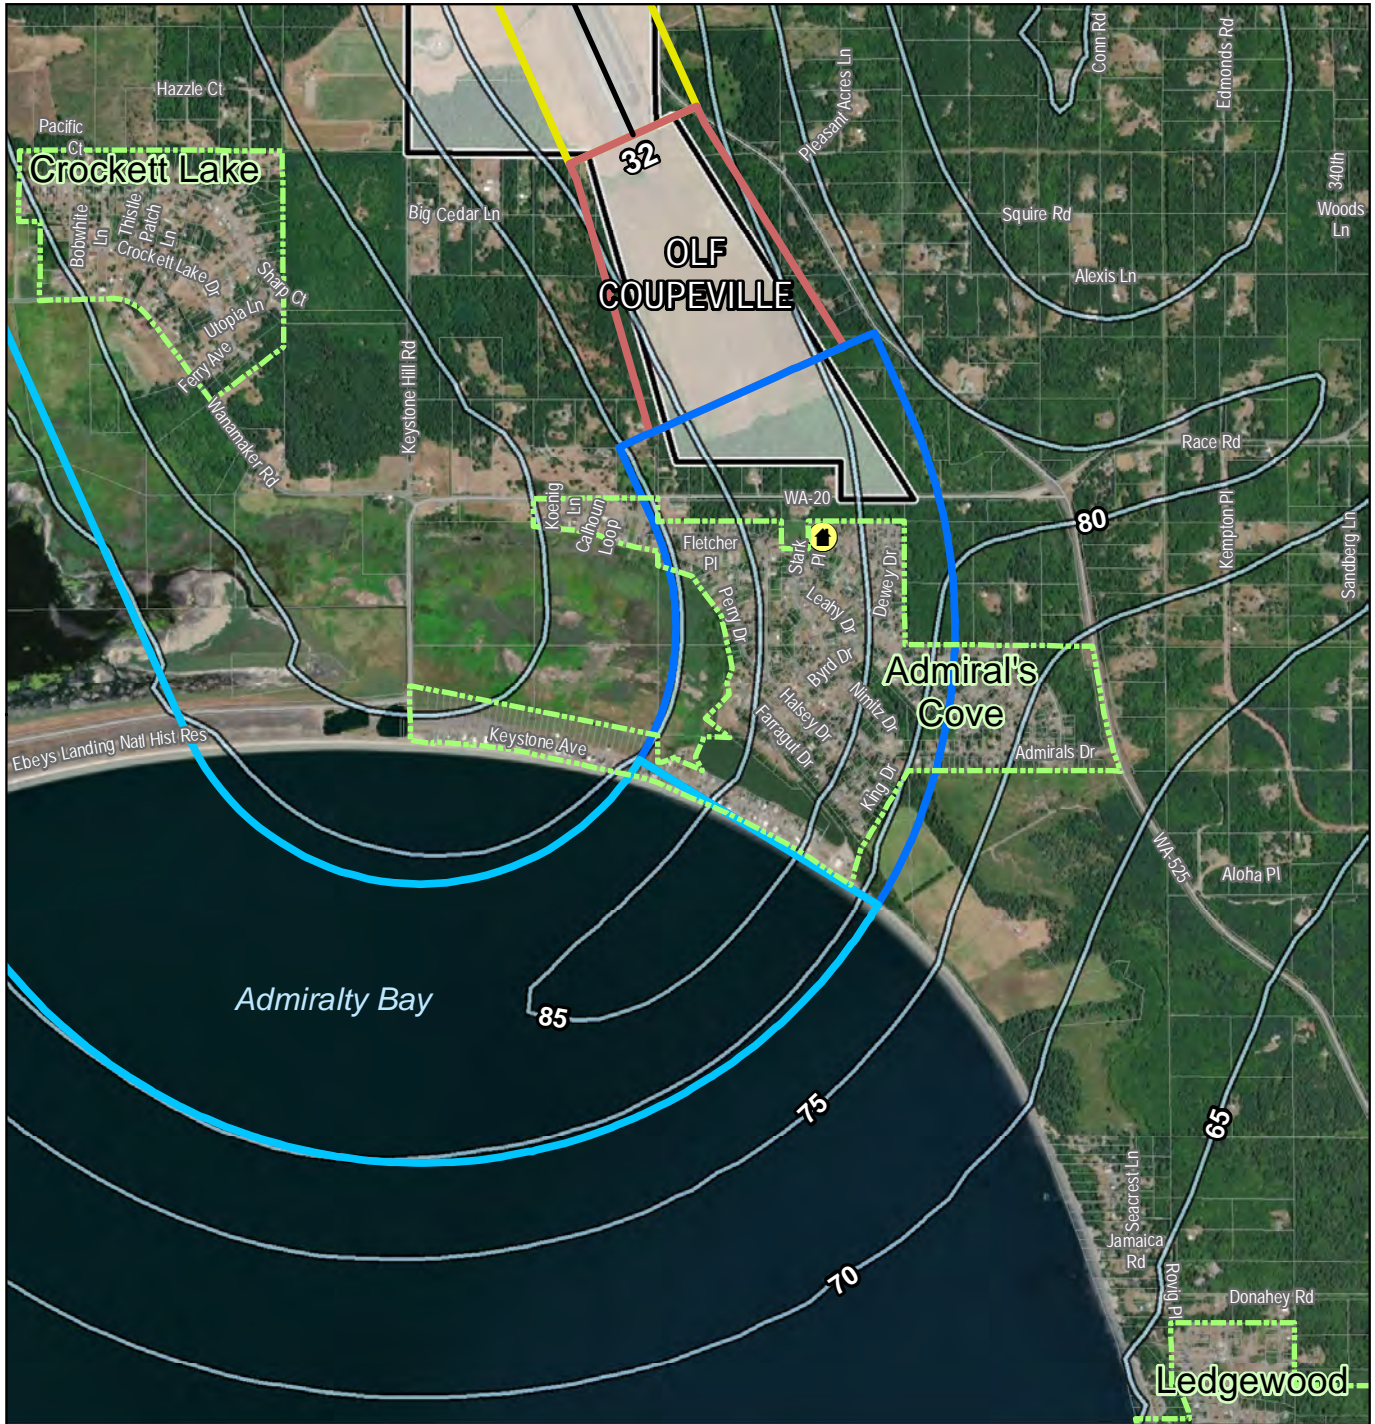 Conn Rd
Edmonds Rd
Hazzle Ct
Pleasant Acres Ln
Pacific
Ct
Crockett Lake
32
340th
Woods
Ln
Bobwhite
Ln
Thistle
Patch
Ln
Big Cedar Ln
Squire Rd
Crockett Lake Dr
OLF
COUPEVILLE
Sharp Ct
Alexis Ln
Utopia Ln
Ferry Ave
Keystone Hill Rd
Wanamaker Rd
Race Rd
WA-20
Koenig
Ln
Calhoun
Loop
Fletcher
Pl
Stark
Pl
80
Kempton Pl
Sandberg Ln
Dewey Dr
Perry Dr
Leahy Dr
Byrd Dr
Admiral's
Cove
Nimitz Dr
Halsey Dr
Farragut Dr
Ebeys Landing Natl Hist Res
Keystone Ave
Admirals Dr
King Dr
WA-525
Aloha Pl
Admiralty Bay
85
75
65
Seacrest Ln
Jamaica
Rd
70
Rovig Pl
Donahey Rd
Ledgewood